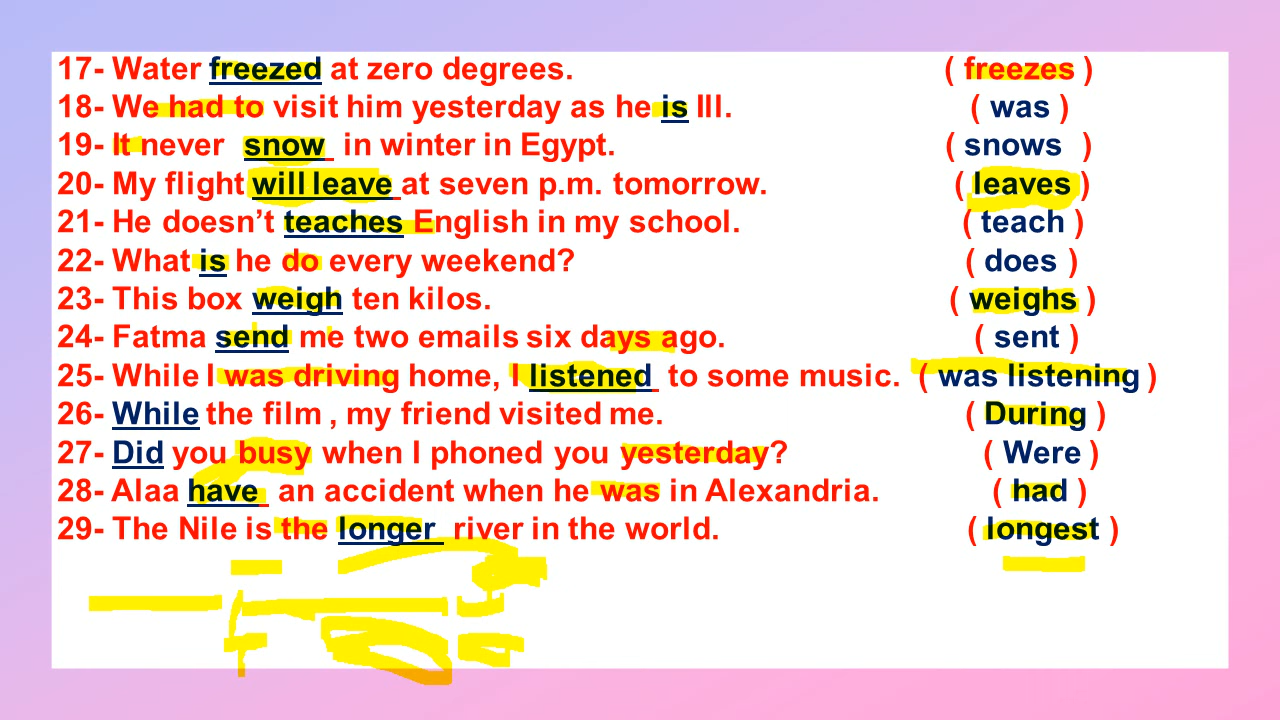 17- Water freezed at zero degrees. ( freezes )
18- We had to visit him yesterday as he is Ill. ( was )
19- It never snow in winter in Egypt. ( snows )
20- My flight will leave at seven p.m. tomorrow. ( leaves )
21- He doesn’t teaches English in my school. ( teach )
22- What is he do every weekend? ( does )
23- This box weigh ten kilos. ( weighs )
24- Fatma send me two emails six days ago. ( sent )
25- While I was driving home, I listened to some music. ( was listening )
26- While the film , my friend visited me. ( During )
27- Did you busy when I phoned you yesterday? ( Were )
28- Alaa have an accident when he was in Alexandria. ( had )
29- The Nile is the longer river in the world. ( longest )